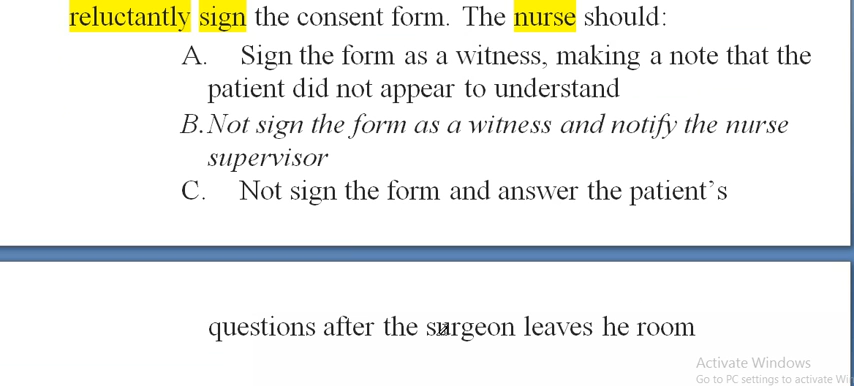 reluctantly sign the consent form. The nurse should:
A. Sign the form as a witness, making a note that the
patient did not appear to understand
B.Not sign the form as a witness and notify the nurse
supervisor
C. Not sign the form and answer the patient’s
questions after the surgeon leaves he room
Activate Windows
Go to PC settings to activate Wi